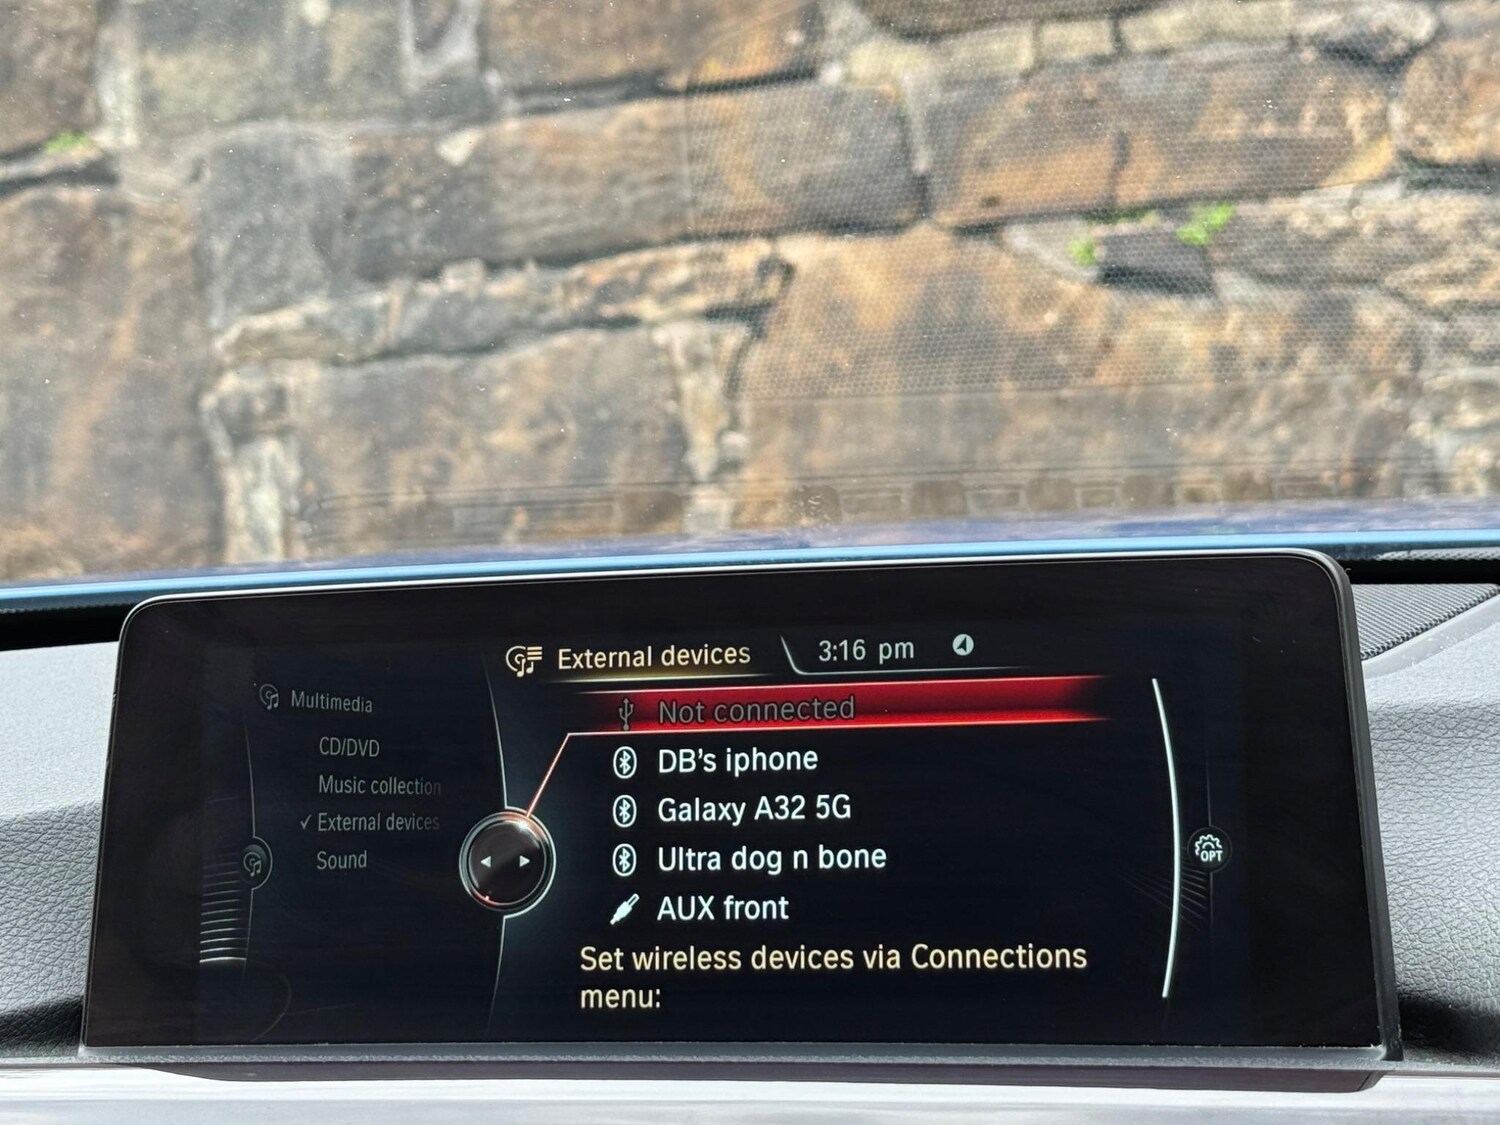 External devices
3:16 pm
Multimedia
CD/DVD
Music collection
External devices
Sound
Not connected
DB's iphone
Galaxy A32 5G
Ultra dog n bone
AUX front
Set wireless devices via Connections
menu:
OPT